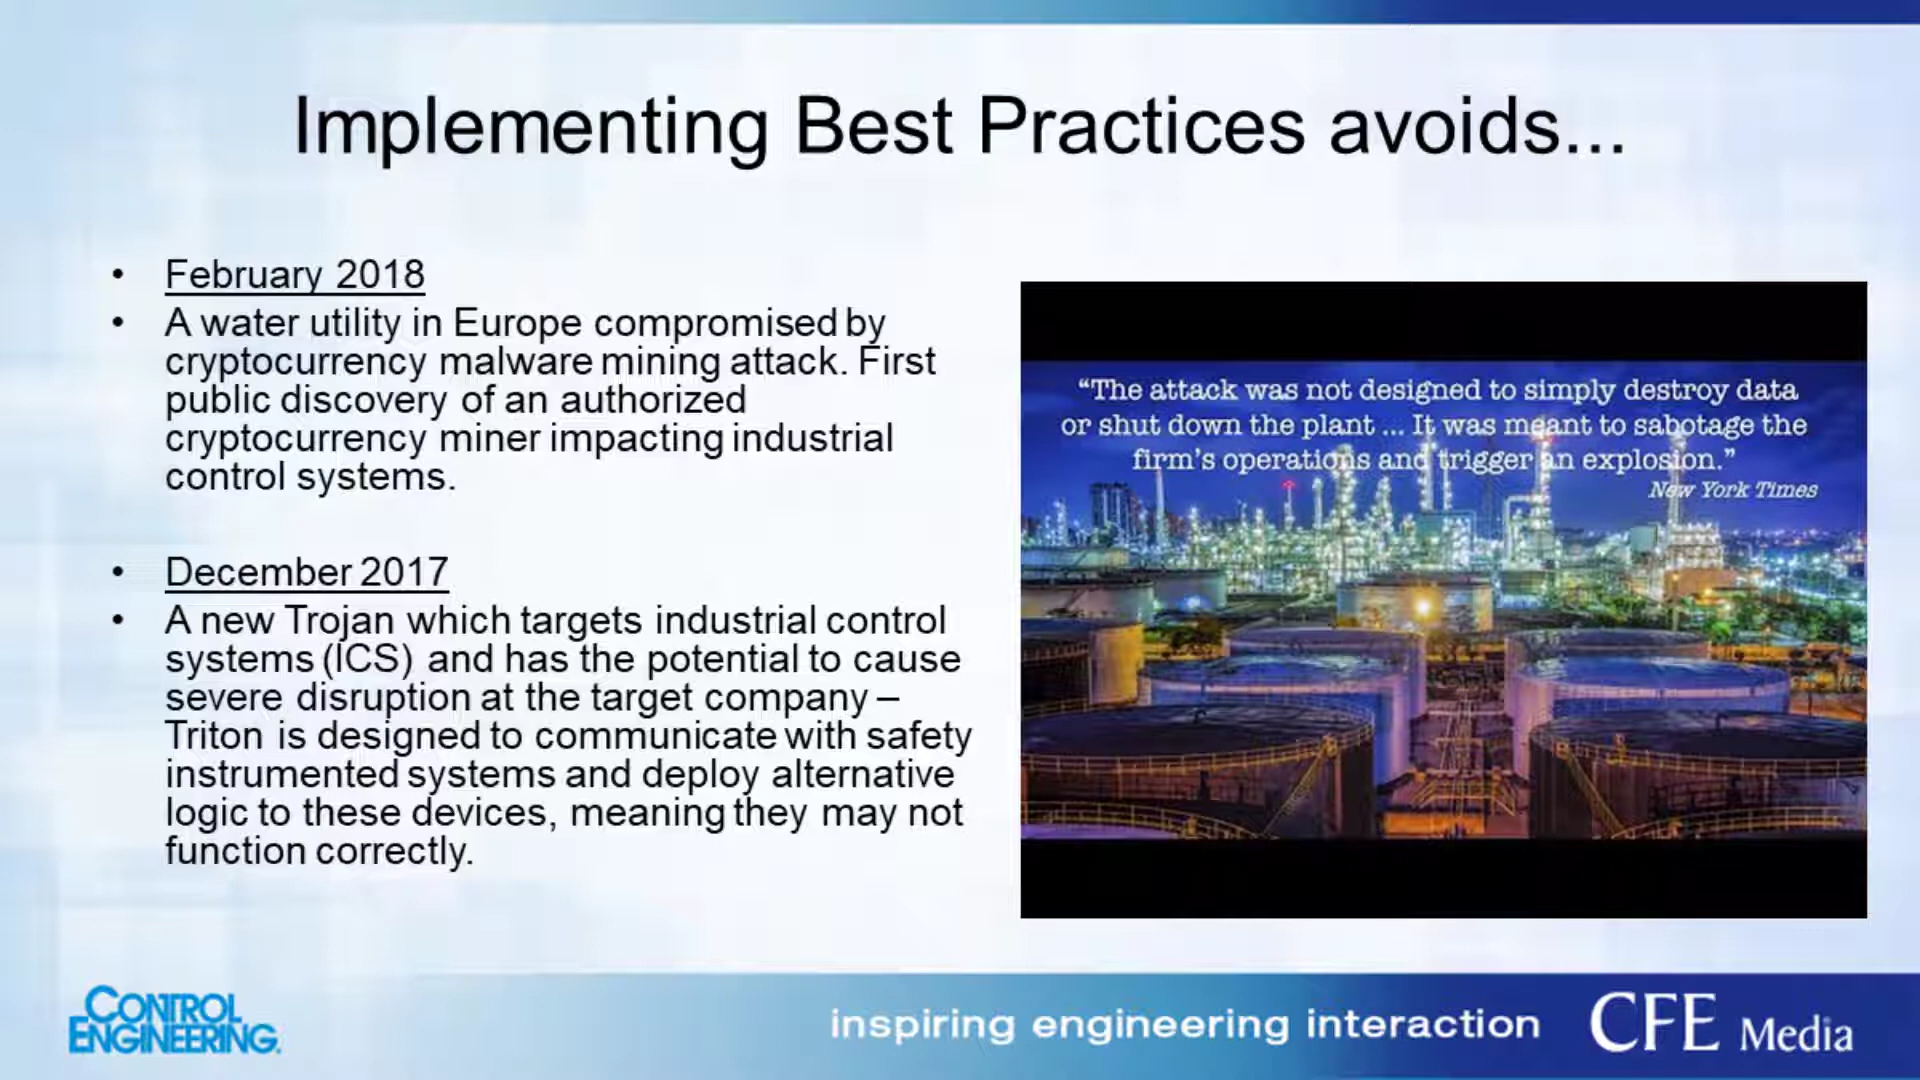 Implementing Best Practices avoids...
• February 2018
• A water utility in Europe compromised by
cryptocurrency malware mining attack. First
public discovery of an authorized
cryptocurrency miner impacting industrial
control systems.
• December 2017
• A new Trojan which targets industrial control
systems (ICS) and has the potential to cause
severe disruption at the target company –
Triton is designed to communicate with safety
instrumented systems and deploy alternative
logic to these devices, meaning they may not
function correctly.
“The attack was not designed to simply destroy data
or shut down the plant ... It was meant to sabotage the
firm’s operations and trigger an explosion.”
New York Times
CONTROL
ENGINEERING.
inspiring engineering interaction
CFE Media